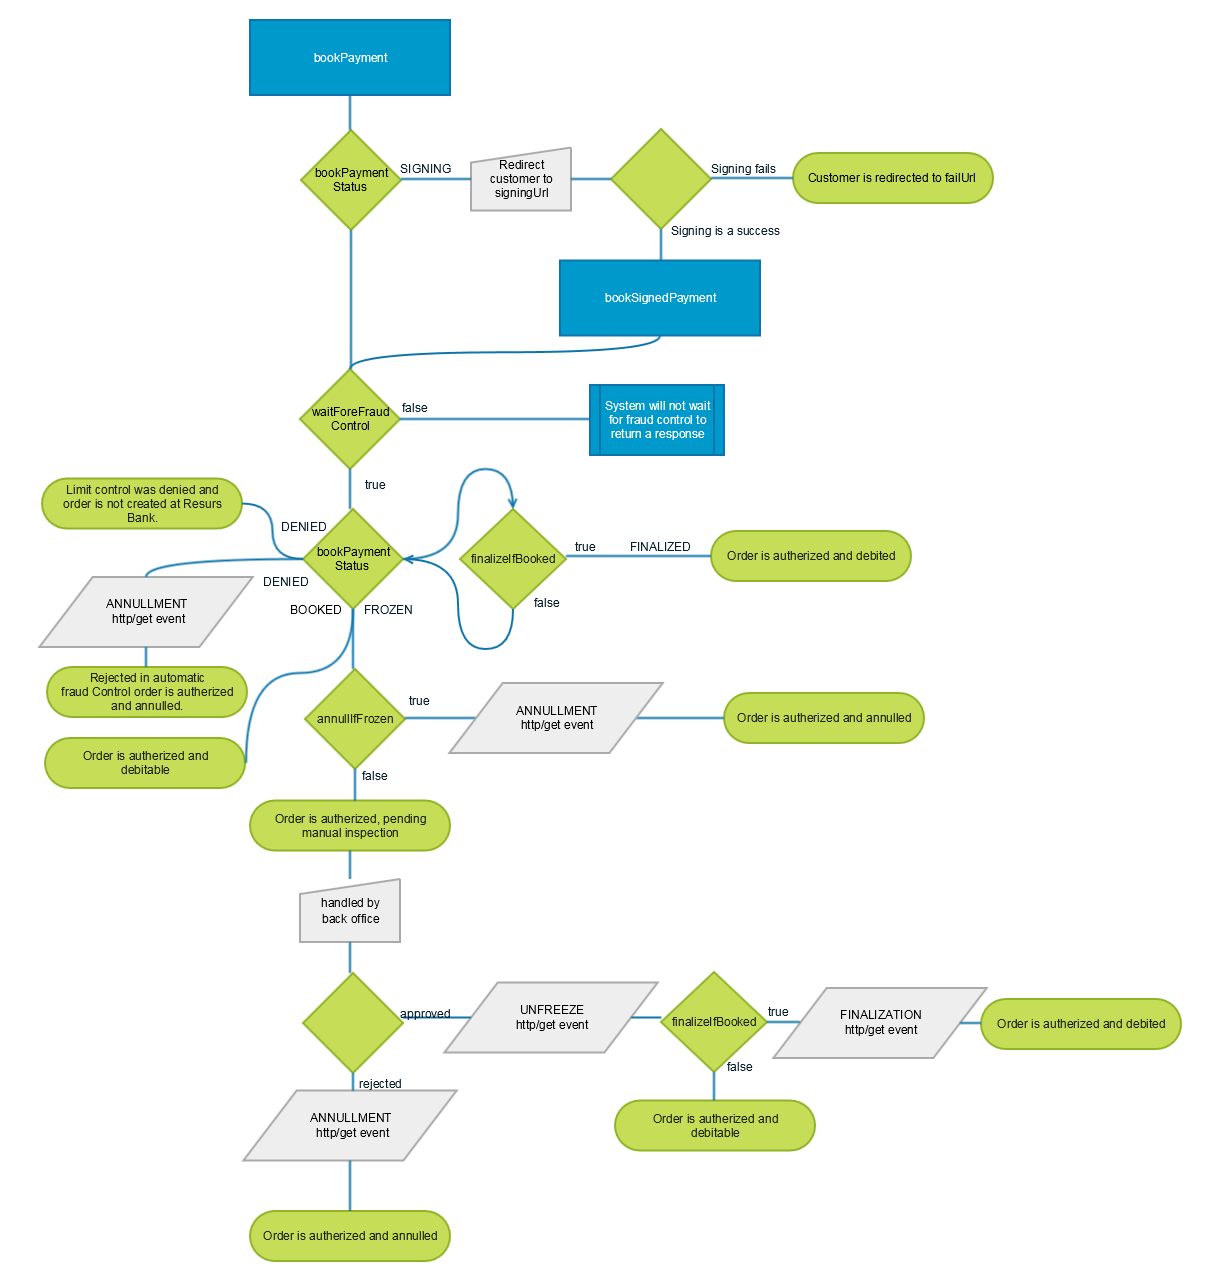 bookPayment
bookPayment
Status
SIGNING
Redirect
customer to
signingUrl
Signing fails
Customer is redirected to failUrl
Signing is a success
bookSignedPayment
waitForeFraud
Control
false
System will not wait
for fraud control to
return a response
true
Limit control was denied and
order is not created at Resurs
Bank.
DENIED
bookPayment
Status
finalizeIfBooked
true
FINALIZED
Order is autherized and debited
false
DENIED
ANNULLMENT
http/get event
BOOKED
FROZEN
Rejected in automatic
fraud Control order is autherized
and annulled.
annullIfFrozen
true
ANNULLMENT
http/get event
Order is autherized and annulled
Order is autherized and
debitable
false
Order is autherized, pending
manual inspection
handled by
back office
approved
UNFREEZE
http/get event
finalizeIfBooked
true
FINALIZATION
http/get event
Order is autherized and debited
false
rejected
ANNULLMENT
http/get event
Order is autherized and
debitable
Order is autherized and annulled